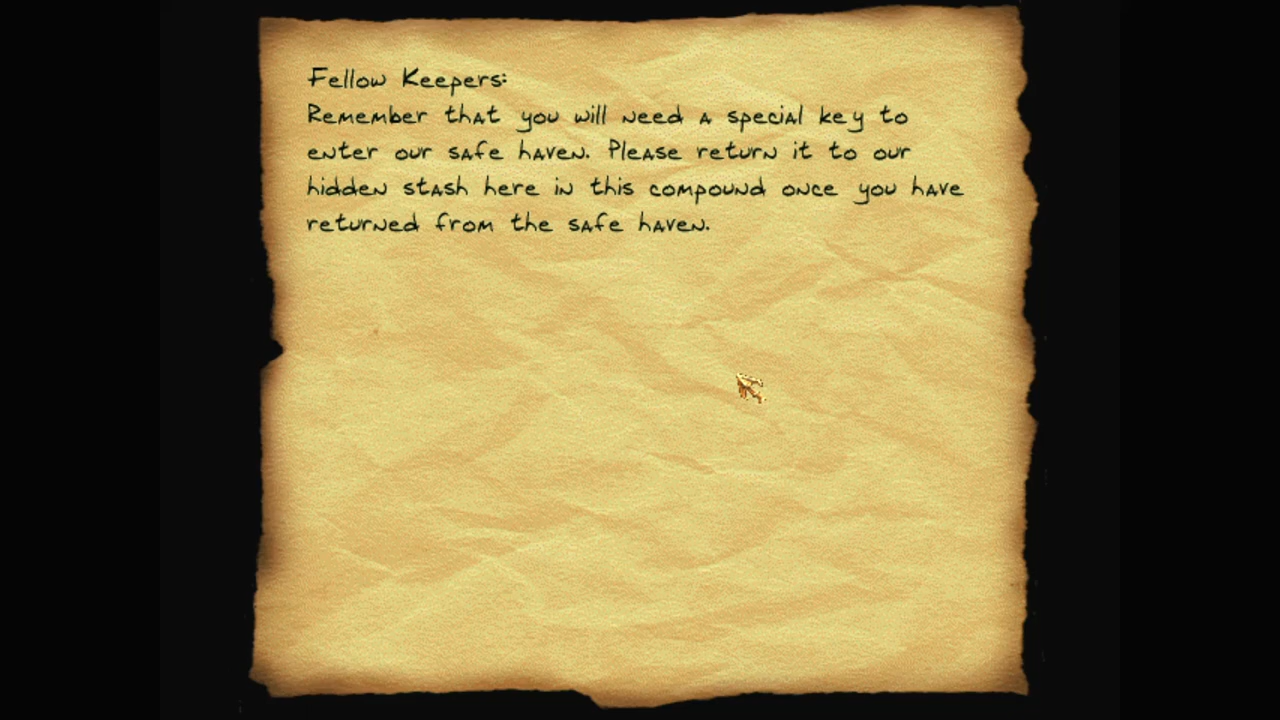 Fellow Keepers:
Remember that you will need a special key to
enter our safe haven. Please return it to our
hidden stash here in this compound once you have
returned from the safe haven.